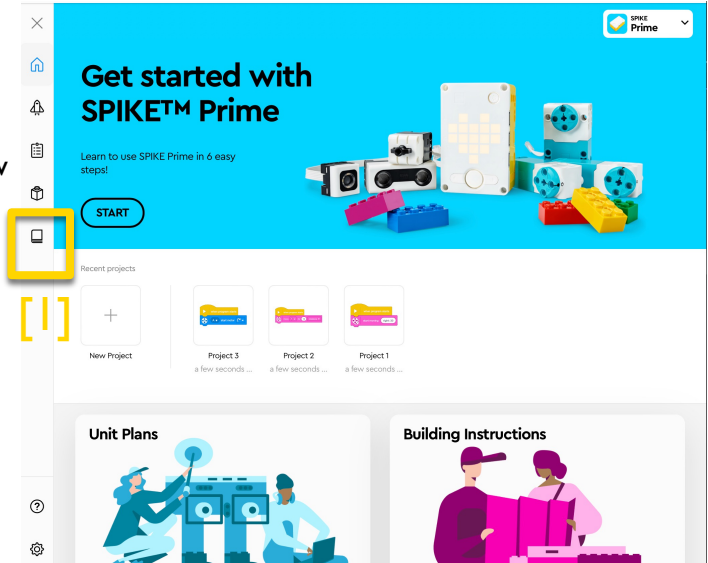 SPIKE
Prime
Get started with
SPIKE™ Prime
Learn to use SPIKE Prime in 6 easy
steps!
START
Recent projects
[ | ]
New Project
Project 3
Project 2
Project 1
a few seconds ...
a few seconds ...
a few seconds ...
Unit Plans
Building Instructions